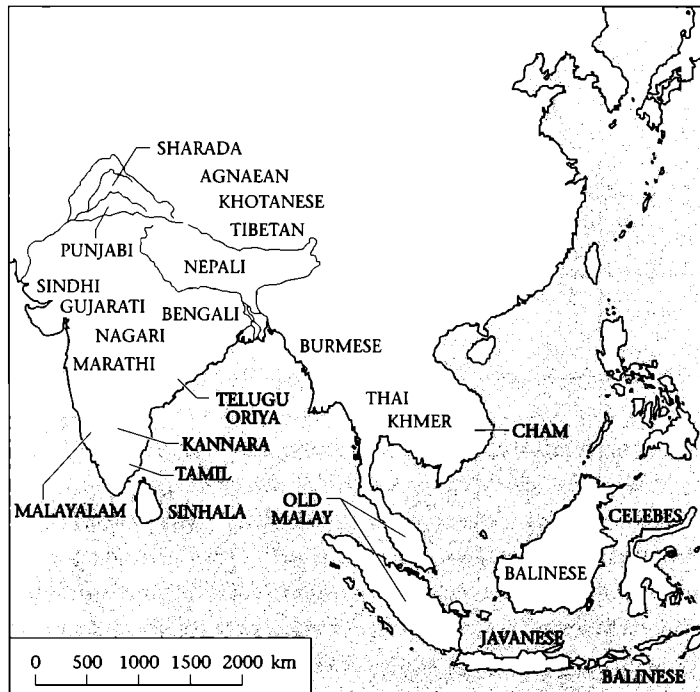 SHARADA
AGNAEAN
KHOTANESE
TIBETAN
PUNJABI
NEPALI
SINDHI
GUJARATI
BENGALI
NAGARI
BURMESE
MARATHI
TELUGU
ORIYA
THAI
KHMER
CHAM
KANNARA
TAMIL
MALAYALAM
SINHALA
OLD
MALAY
CELEBES
BALINESE
JAVANESE
BALINESE
0 500 1000 2000 km